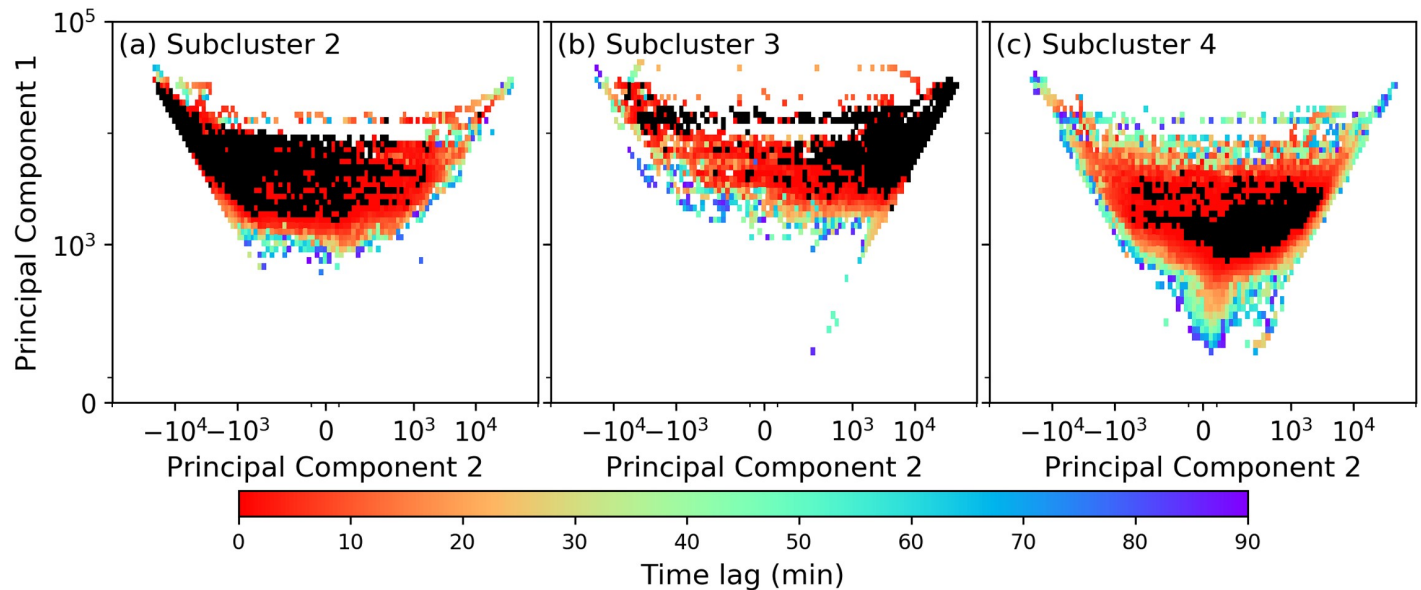 10⁵
(a) Subcluster 2
(b) Subcluster 3
(c) Subcluster 4
Principal Component 1
10³
0
−10⁴ −10³ 0 10³ 10⁴
−10⁴ −10³ 0 10³ 10⁴
−10⁴ −10³ 0 10³ 10⁴
Principal Component 2
Principal Component 2
Principal Component 2
0 10 20 30 40 50 60 70 80 90
Time lag (min)